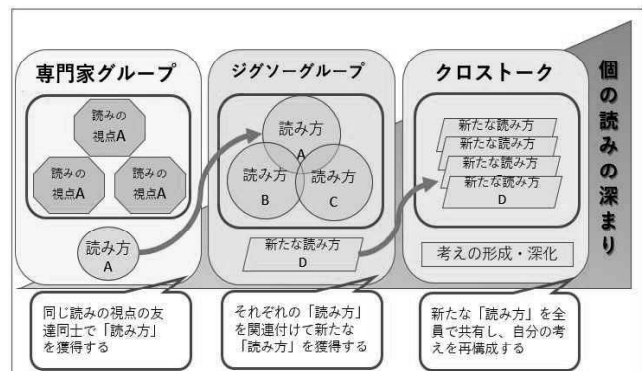 専門家グループ
読みの
視点A
読みの
視点A
読みの
視点A
読み方
A
同じ読みの視点の友
達同士で「読み方」
を獲得する
ジグソーグループ
読み方
A
読み方
B
読み方
C
新たな読み方
D
それぞれの「読み方」
を関連付けて新たな
「読み方」を獲得する
クロストーク
新たな読み方
新たな読み方
新たな読み方
新たな読み方
D
考えの形成・深化
新たな「読み方」を全
員で共有し、自分の考
えを再構成する
個の読みの深まり